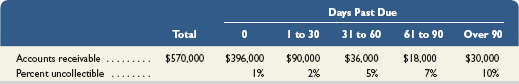 Days Past Due
Total 0 1 to 30 31 to 60 61 to 90 Over 90
Accounts receivable ......... $570,000 $396,000 $90,000 $36,000 $18,000 $30,000
Percent uncollectible ........ 1% 2% 5% 7% 10%